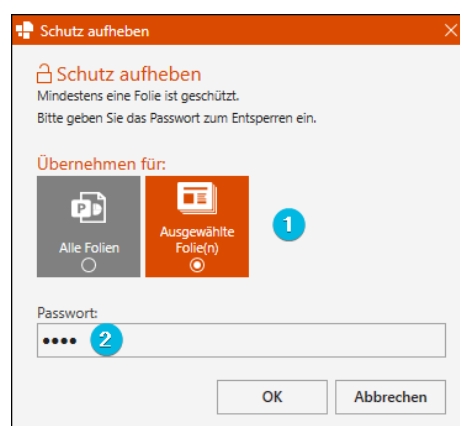 Schutz aufheben
Schutz aufheben
Mindestens eine Folie ist geschützt.
Bitte geben Sie das Passwort zum Entsperren ein.
Übernehmen für:
P
Alle Folien
Ausgewählte
Folie(n)
1
Passwort:
••••
2
OK
Abbrechen